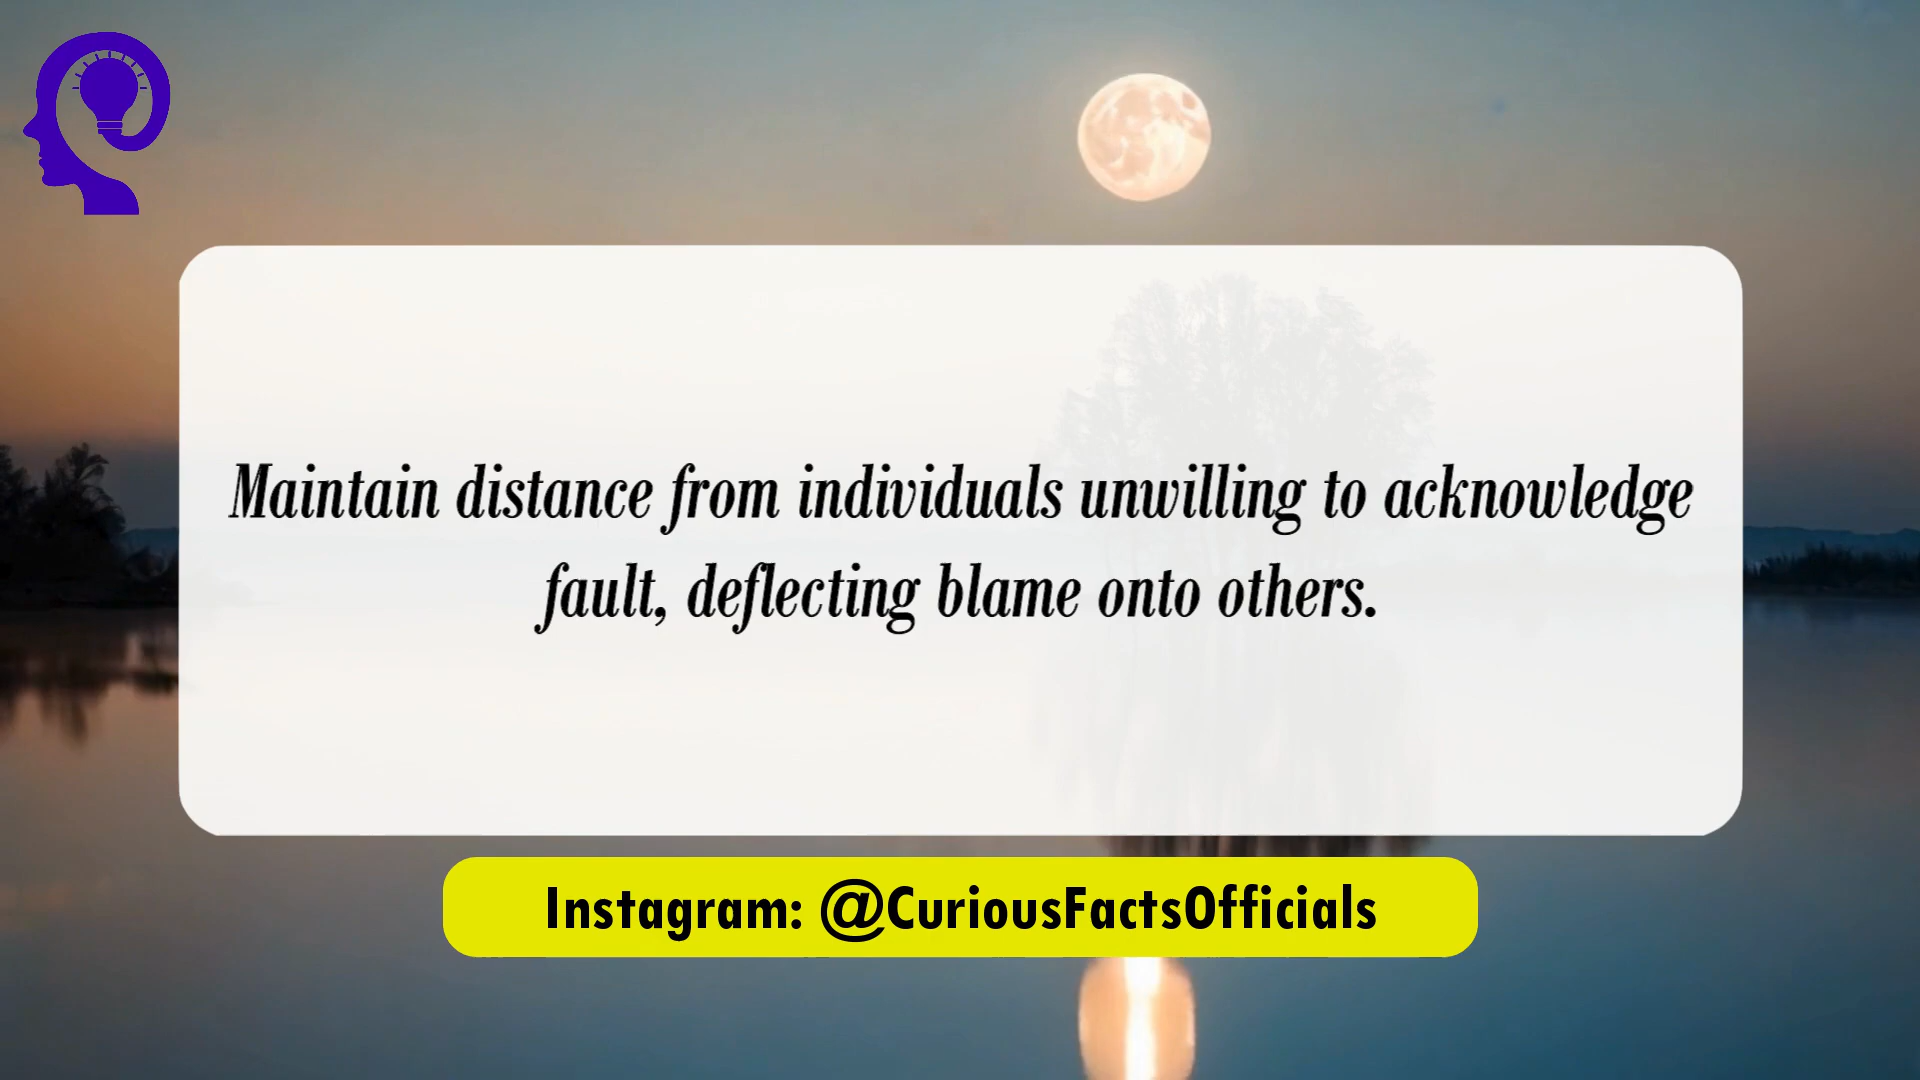 Maintain distance from individuals unwilling to acknowledge
fault, deflecting blame onto others.
Instagram: @CuriousFactsOfficials